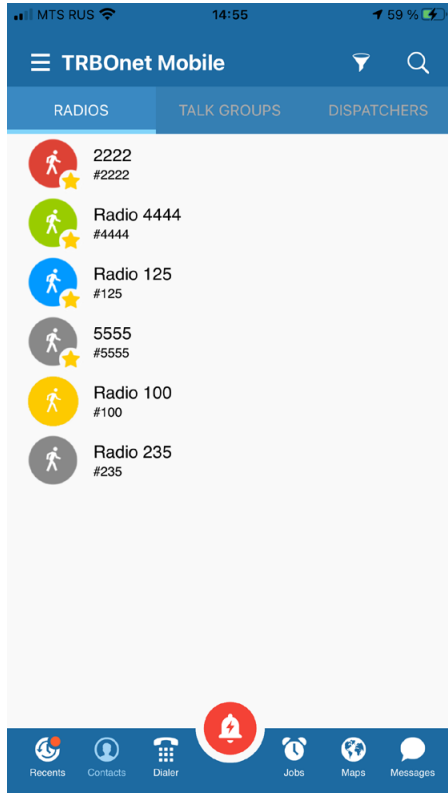 MTS RUS 14:55 59 %
TRBOnet Mobile
RADIOS TALK GROUPS DISPATCHERS
2222
#2222
Radio 4444
#4444
Radio 125
#125
5555
#5555
Radio 100
#100
Radio 235
#235
Recents Contacts Dialer Jobs Maps Messages